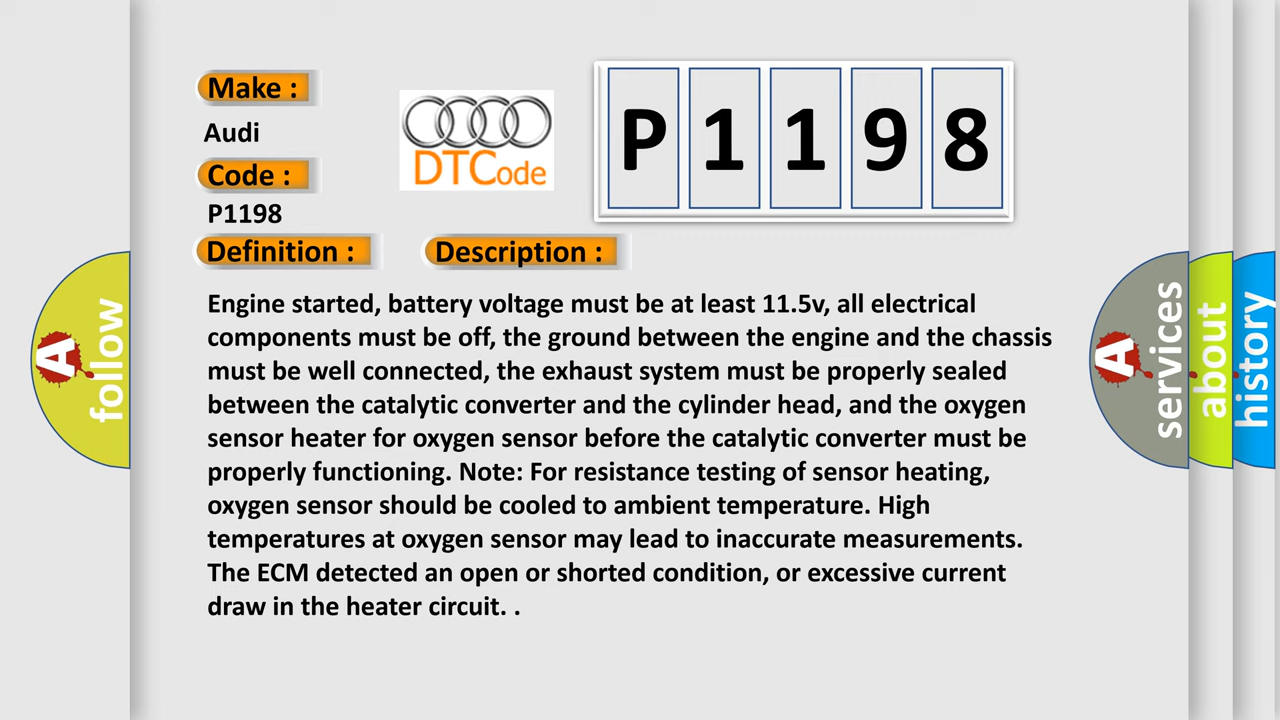 Make :
Audi
Code :
P1198
DTCode
P1198
Definition :
Description :
Engine started, battery voltage must be at least 11.5v, all electrical
components must be off, the ground between the engine and the chassis
must be well connected, the exhaust system must be properly sealed
between the catalytic converter and the cylinder head, and the oxygen
sensor heater for oxygen sensor before the catalytic converter must be
properly functioning. Note: For resistance testing of sensor heating,
oxygen sensor should be cooled to ambient temperature. High
temperatures at oxygen sensor may lead to inaccurate measurements.
The ECM detected an open or shorted condition, or excessive current
draw in the heater circuit. .
A
follow
A
services
about
history